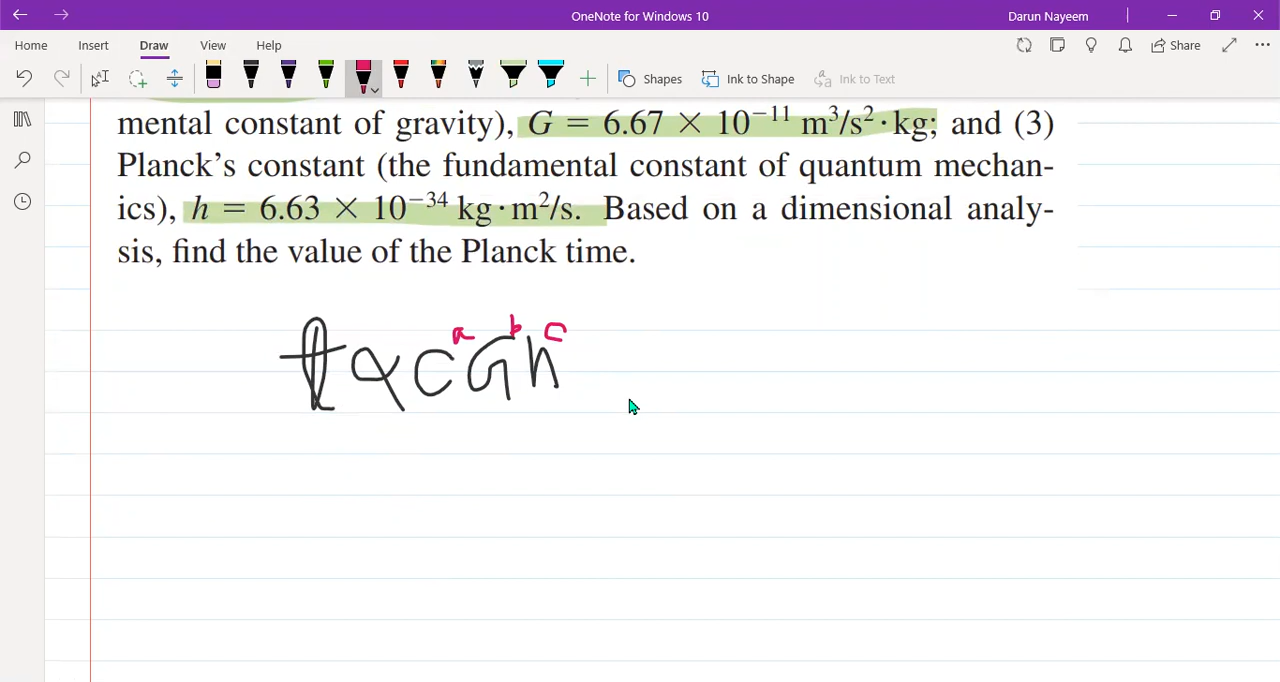 OneNote for Windows 10
Darun Nayeem
Home Insert Draw View Help
Share
Shapes
Ink to Shape
Ink to Text
mental constant of gravity), G = 6.67 × 10⁻¹¹ m³/s²·kg; and (3)
Planck's constant (the fundamental constant of quantum mechan-
ics), h = 6.63 × 10⁻³⁴ kg·m²/s. Based on a dimensional analy-
sis, find the value of the Planck time.
t α cᵃ Gᵇ hᶜ